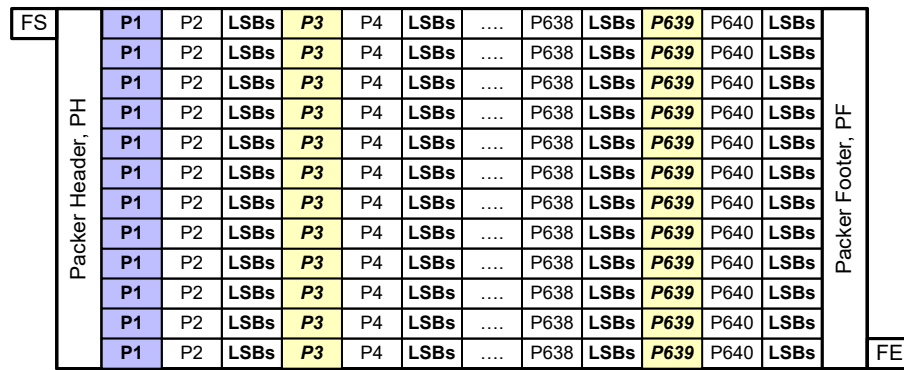 FS P1 P2 LSBs P3 P4 LSBs .... P638 LSBs P639 P640 LSBs
P1 P2 LSBs P3 P4 LSBs .... P638 LSBs P639 P640 LSBs
P1 P2 LSBs P3 P4 LSBs .... P638 LSBs P639 P640 LSBs
P1 P2 LSBs P3 P4 LSBs .... P638 LSBs P639 P640 LSBs
P1 P2 LSBs P3 P4 LSBs .... P638 LSBs P639 P640 LSBs
P1 P2 LSBs P3 P4 LSBs .... P638 LSBs P639 P640 LSBs
P1 P2 LSBs P3 P4 LSBs .... P638 LSBs P639 P640 LSBs
P1 P2 LSBs P3 P4 LSBs .... P638 LSBs P639 P640 LSBs
P1 P2 LSBs P3 P4 LSBs .... P638 LSBs P639 P640 LSBs
P1 P2 LSBs P3 P4 LSBs .... P638 LSBs P639 P640 LSBs
P1 P2 LSBs P3 P4 LSBs .... P638 LSBs P639 P640 LSBs
P1 P2 LSBs P3 P4 LSBs .... P638 LSBs P639 P640 LSBs FE
Packer Header, PH
Packer Footer, PF